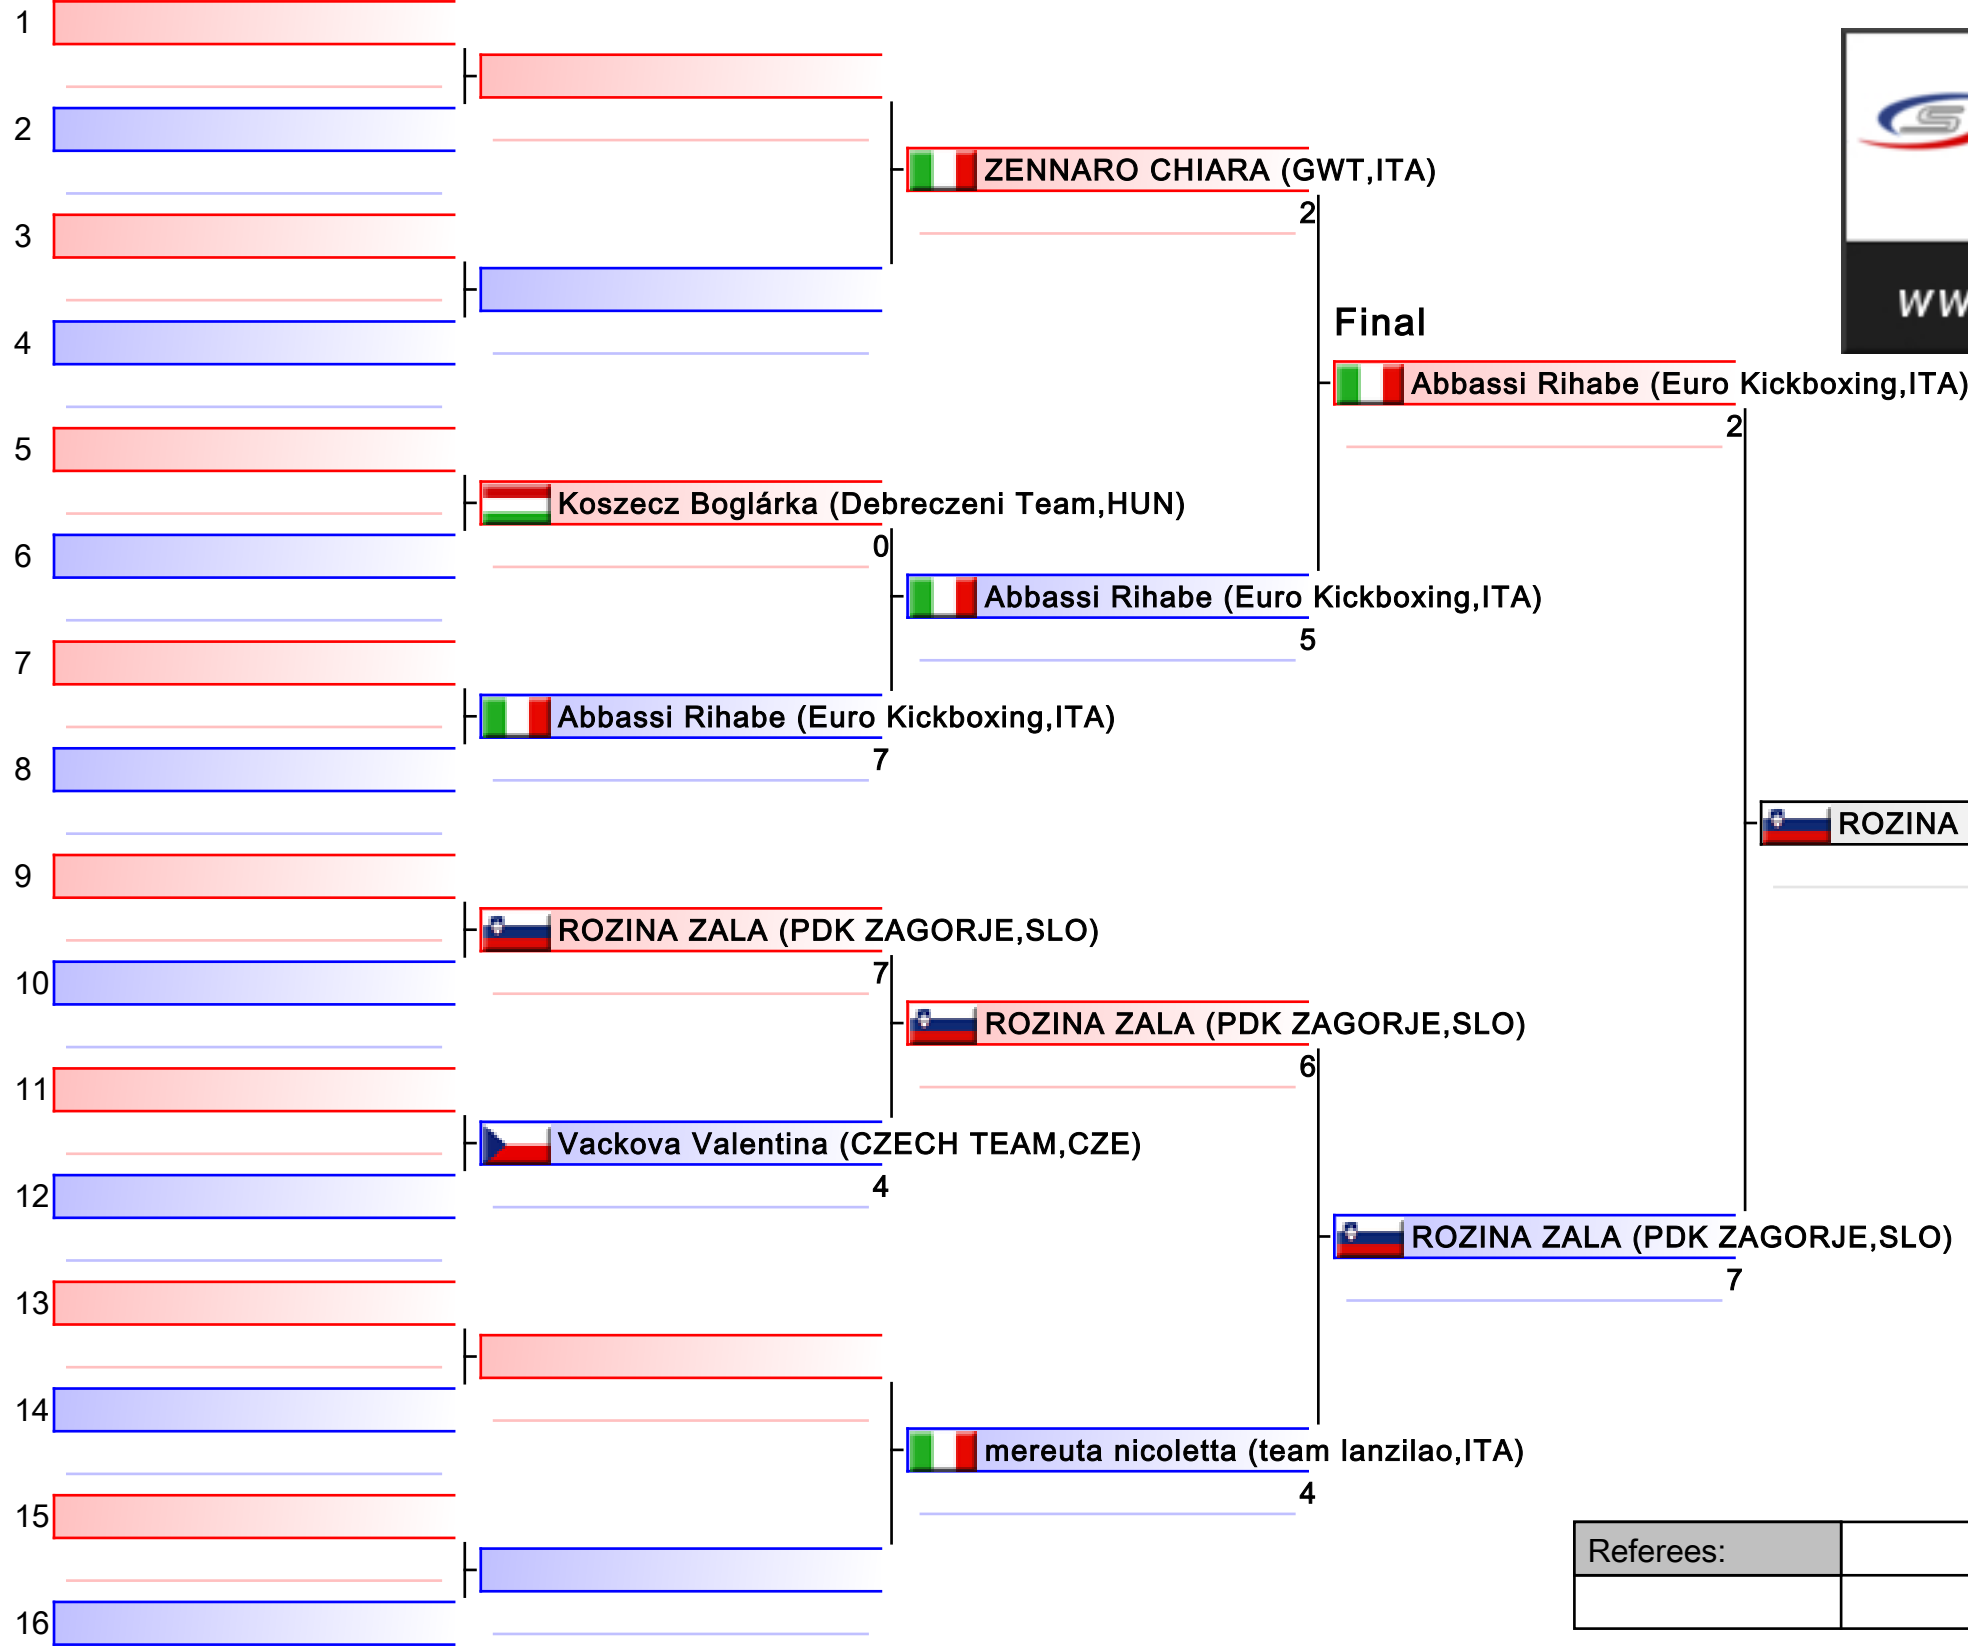 1
2
ZENNARO CHIARA (GWT,ITA)
2
3
4
Final
Abbassi Rihabe (Euro Kickboxing,ITA)
2
5
Koszecz Boglárka (Debreczeni Team,HUN)
0
6
Abbassi Rihabe (Euro Kickboxing,ITA)
5
7
Abbassi Rihabe (Euro Kickboxing,ITA)
7
8
ROZINA
9
ROZINA ZALA (PDK ZAGORJE,SLO)
7
10
ROZINA ZALA (PDK ZAGORJE,SLO)
6
11
Vackova Valentina (CZECH TEAM,CZE)
4
12
ROZINA ZALA (PDK ZAGORJE,SLO)
7
13
14
mereuta nicoletta (team lanzilao,ITA)
4
15
Referees:
16